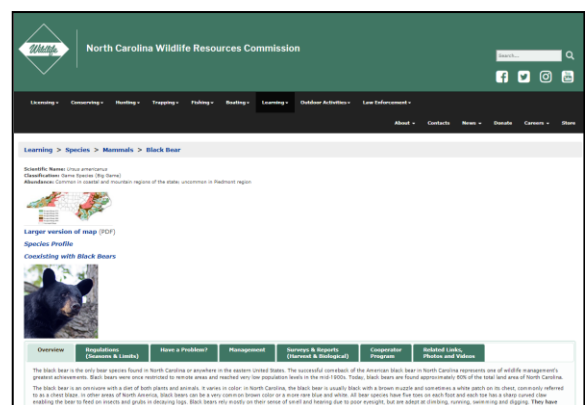 Wildlife
North Carolina Wildlife Resources Commission
Search...
Licensing Conserving Hunting Trapping Fishing Boating Learning Outdoor Activities Law Enforcement
About Contacts News Donate Careers Store
Learning > Species > Mammals > Black Bear
Scientific Name: Ursus americanus
Classification: Game Species (Big Game)
Abundance: Common in coastal and mountain regions of the state; uncommon in Piedmont region
Larger version of map (PDF)
Species Profile
Coexisting with Black Bears
Overview Regulations (Seasons & Limits) Have a Problem? Management Surveys & Reports (Harvest & Biological) Cooperator Program Related Links, Photos and Videos
The black bear is the only bear species found in North Carolina or anywhere in the eastern United States. The successful comeback of the American black bear in North Carolina represents one of wildlife management's
greatest achievements. Black bears were once restricted to remote areas and reached very low population levels in the mid-1900s. Today, black bears are found approximately 60% of the total land area of North Carolina.
The black bear is an omnivore with a diet of both plants and animals. It varies in color: in North Carolina, the black bear is usually black with a brown muzzle and sometimes a white patch on its chest, commonly referred
to as a chest blaze. In other areas of North America, black bears can be a very common brown color or a more rare blue and white. All bear species have five toes on each foot and each toe has a sharp curved claw
enabling the bear to feed on insects and grubs in decaying logs. Black bears rely mostly on their sense of smell and hearing due to poor eyesight, but are adept at climbing, running, swimming and digging. They have